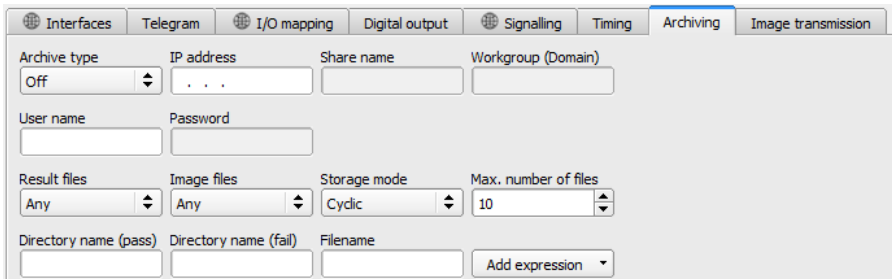 Interfaces Telegram I/O mapping Digital output Signalling Timing Archiving Image transmission
Archive type IP address Share name Workgroup (Domain)
Off . . .
User name Password
Result files Image files Storage mode Max. number of files
Any Any Cyclic 10
Directory name (pass) Directory name (fail) Filename
Add expression